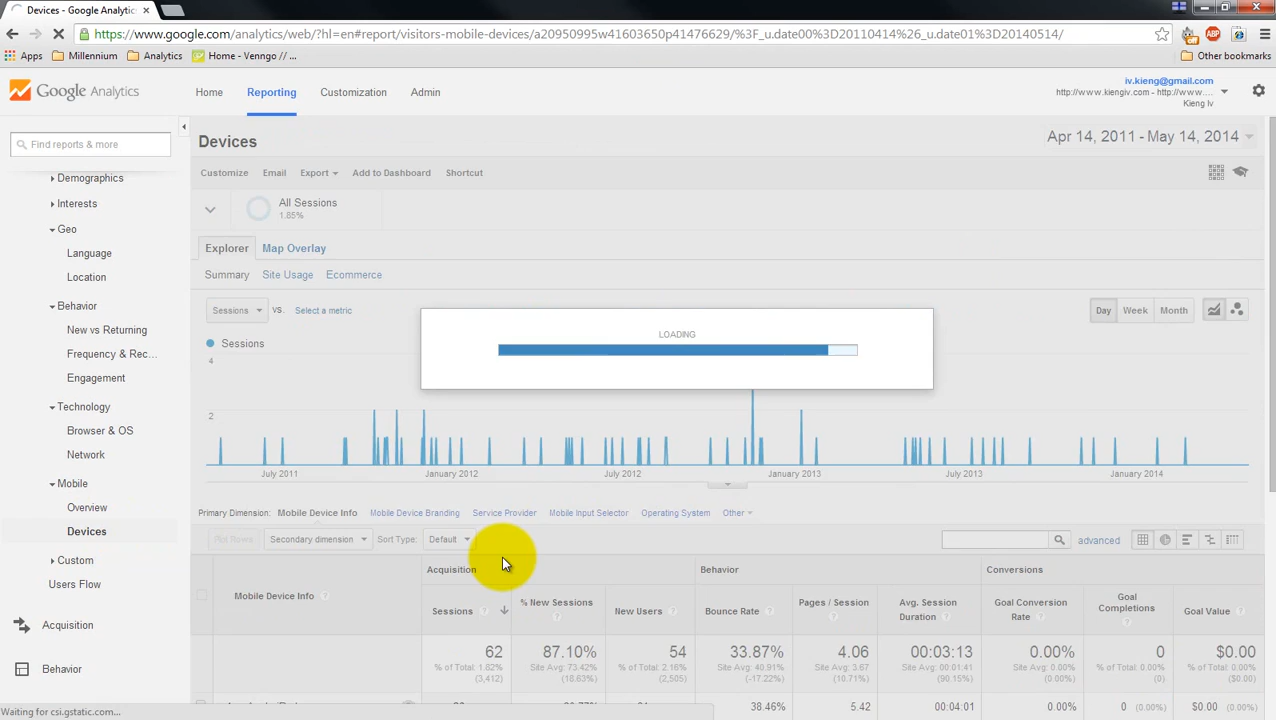 Devices - Google Analytic
https://www.google.com/analytics/web/?hl=en#report/visitors-mobile-devices/a20950995w41603650p41476629/%3F_u.date00%3D20110414%26_u.date01%3D20140514/
Apps Millennium Analytics Home - Venngo // ... Other bookmarks
Google Analytics Home Reporting Customization Admin
iv.kieng@gmail.com
http://www.kiengiv.com - http://www....
Kieng Iv
Find reports & more
Demographics
Interests
Geo
Language
Location
Behavior
New vs Returning
Frequency & Rec...
Engagement
Technology
Browser & OS
Network
Mobile
Overview
Devices
Custom
Users Flow
Acquisition
Behavior
Devices
Apr 14, 2011 - May 14, 2014
Customize Email Export Add to Dashboard Shortcut
All Sessions
1.85%
Explorer Map Overlay
Summary Site Usage Ecommerce
Sessions VS. Select a metric
Day Week Month
Sessions
LOADING
4
2
July 2011 January 2012 July 2012 January 2013 July 2013 January 2014
Primary Dimension: Mobile Device Info Mobile Device Branding Service Provider Mobile Input Selector Operating System Other
Plot Rows Secondary dimension Sort Type: Default advanced
Acquisition Behavior Conversions
Mobile Device Info
Sessions ? % New Sessions ? New Users ? Bounce Rate ? Pages / Session ? Avg. Session Duration ? Goal Conversion Rate ? Goal Completions ? Goal Value ?
62 87.10% 54 33.87% 4.06 00:03:13 0.00% 0 $0.00
% of Total: 1.82% (3,412) Site Avg: 73.42% (18.63%) % of Total: 2.16% (2,505) Site Avg: 40.91% (-17.22%) Site Avg: 3.67 (10.71%) Site Avg: 00:01:41 (90.15%) Site Avg: 0.00% (0.00%) % of Total: 0.00% (0) % of Total: 0.00% ($0.00)
38.46% 5.42 00:04:01 0.00% 0 (0.00%) $0.00 (0.00%)
Waiting for csi.gstatic.com...